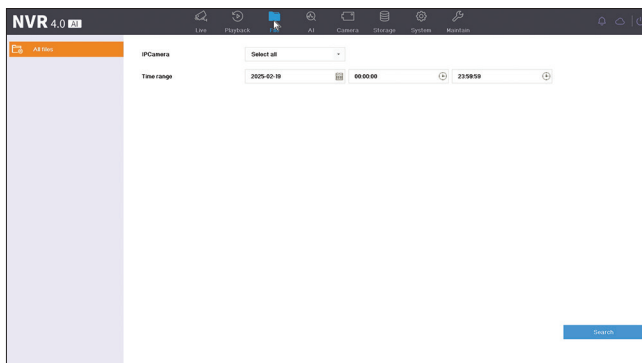 NVR 4.0 AI
Live Playback File AI Camera Storage System Maintain
All files
IPCamera Select all
Time range 2025-02-19 00:00:00 23:59:59
Search